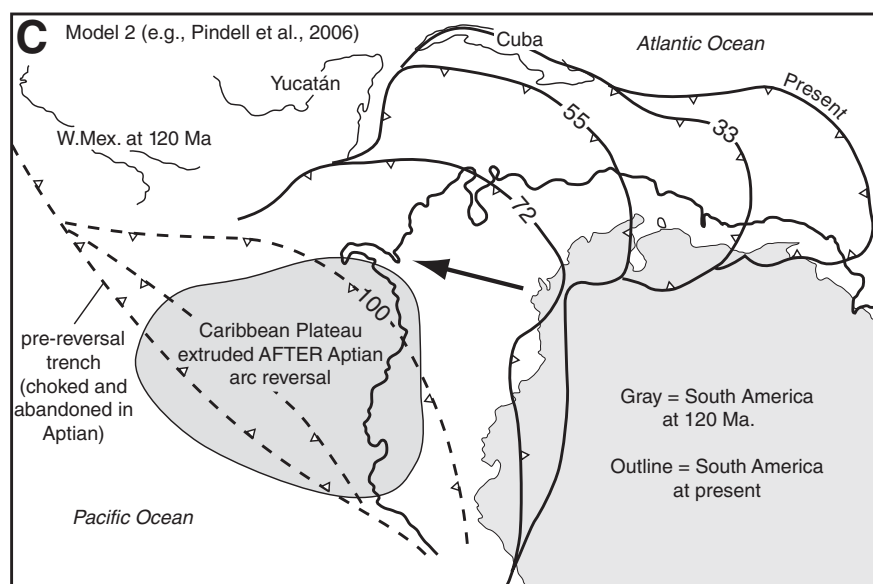 C
Model 2 (e.g., Pindell et al., 2006)
Cuba
Atlantic Ocean
Yucatán
Present
55
33
W.Mex. at 120 Ma
72
100
Caribbean Plateau
extruded AFTER Aptian
arc reversal
pre-reversal
trench
(choked and
abandoned in
Aptian)
Gray = South America
at 120 Ma.
Outline = South America
at present
Pacific Ocean